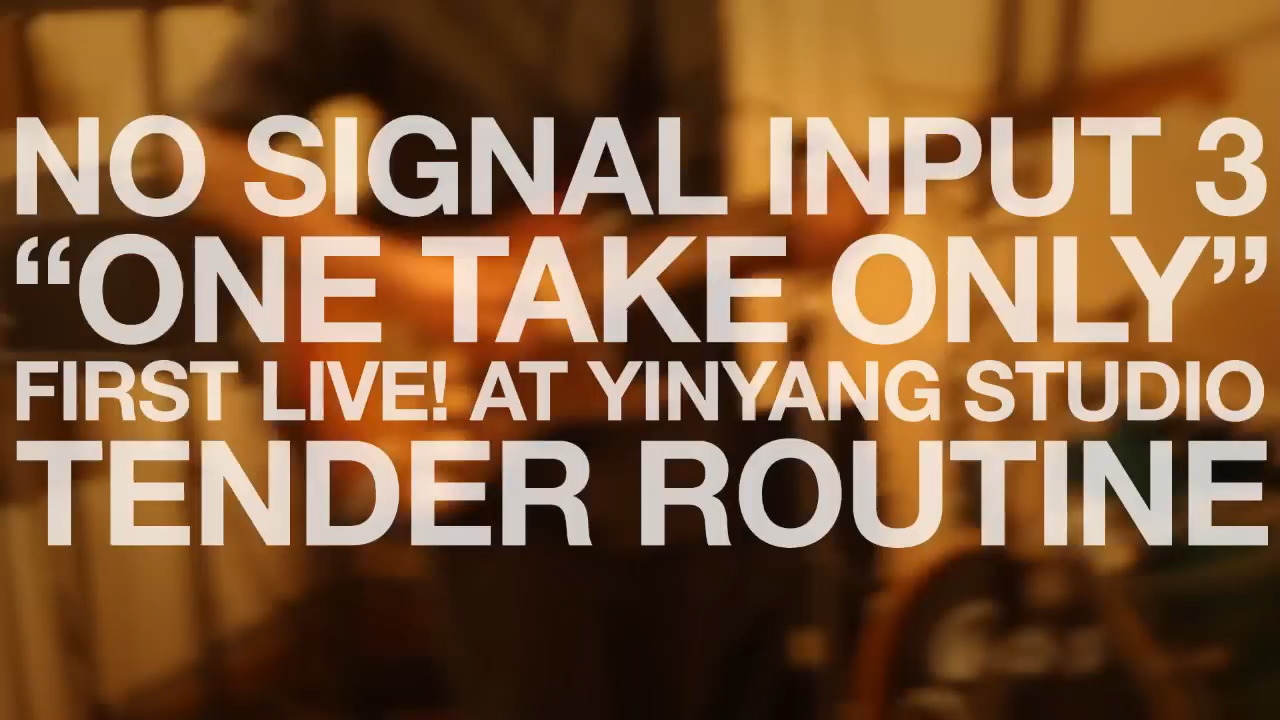 NO SIGNAL INPUT 3
“ONE TAKE ONLY”
FIRST LIVE! AT YINYANG STUDIO
TENDER ROUTINE